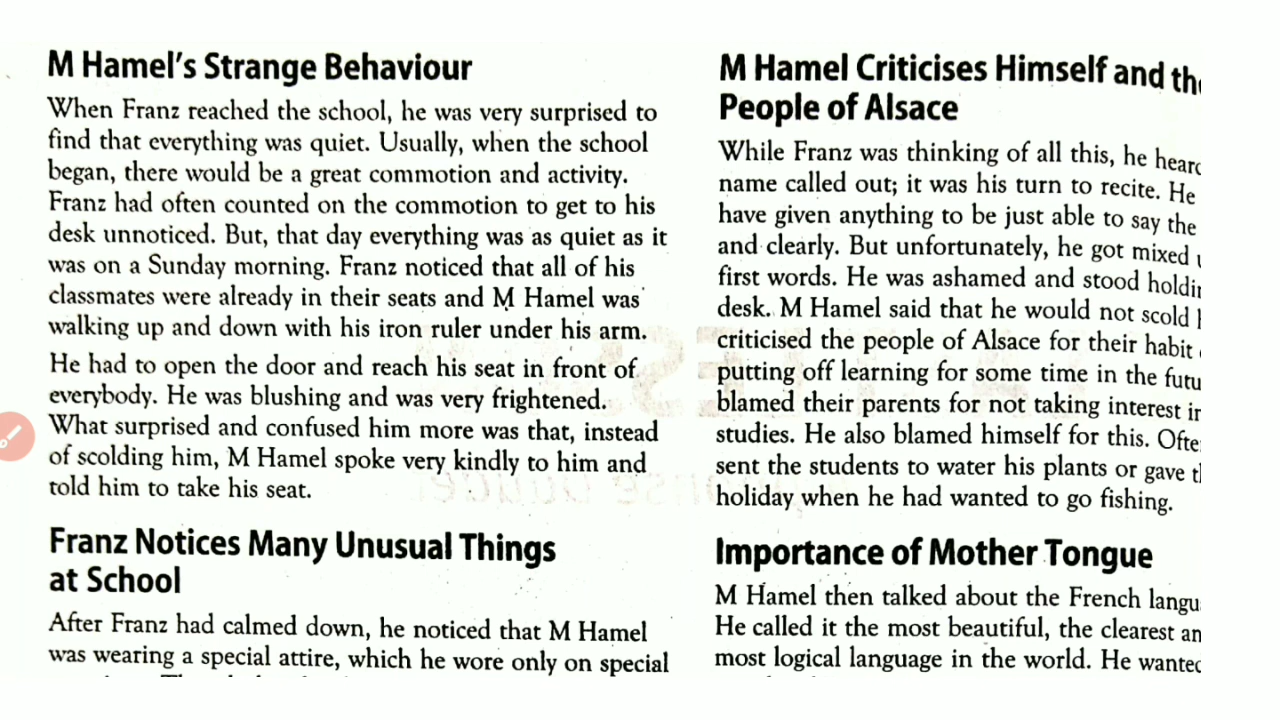 M Hamel's Strange Behaviour
When Franz reached the school, he was very surprised to
find that everything was quiet. Usually, when the school
began, there would be a great commotion and activity.
Franz had often counted on the commotion to get to his
desk unnoticed. But, that day everything was as quiet as it
was on a Sunday morning. Franz noticed that all of his
classmates were already in their seats and M Hamel was
walking up and down with his iron ruler under his arm.
He had to open the door and reach his seat in front of
everybody. He was blushing and was very frightened.
What surprised and confused him more was that, instead
of scolding him, M Hamel spoke very kindly to him and
told him to take his seat.
Franz Notices Many Unusual Things
at School
After Franz had calmed down, he noticed that M Hamel
was wearing a special attire, which he wore only on special
M Hamel Criticises Himself and the
People of Alsace
While Franz was thinking of all this, he heard
name called out; it was his turn to recite. He
have given anything to be just able to say the
and clearly. But unfortunately, he got mixed
first words. He was ashamed and stood
desk. M Hamel said that he would not scold
criticised the people of Alsace for their habit
putting off learning for some time in the
blamed their parents for not taking interest
studies. He also blamed himself for this.
sent the students to water his plants or gave
holiday when he had wanted to go fishing.
Importance of Mother Tongue
M Hamel then talked about the French
He called it the most beautiful, the clearest
most logical language in the world. He wanted